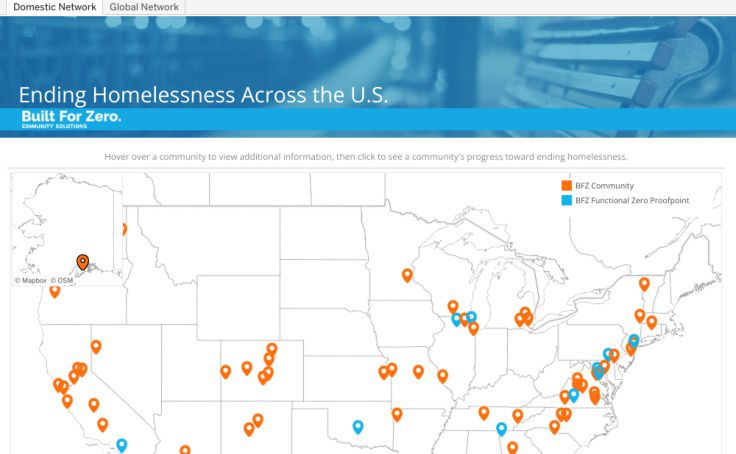 Domestic Network
Global Network
Ending Homelessness Across the U.S.
Built For Zero.
COMMUNITY SOLUTIONS
Hover over a community to view additional information, then click to see a community's progress toward ending homelessness.
BFZ Community
BFZ Functional Zero Proofpoint
© Mapbox © OSM